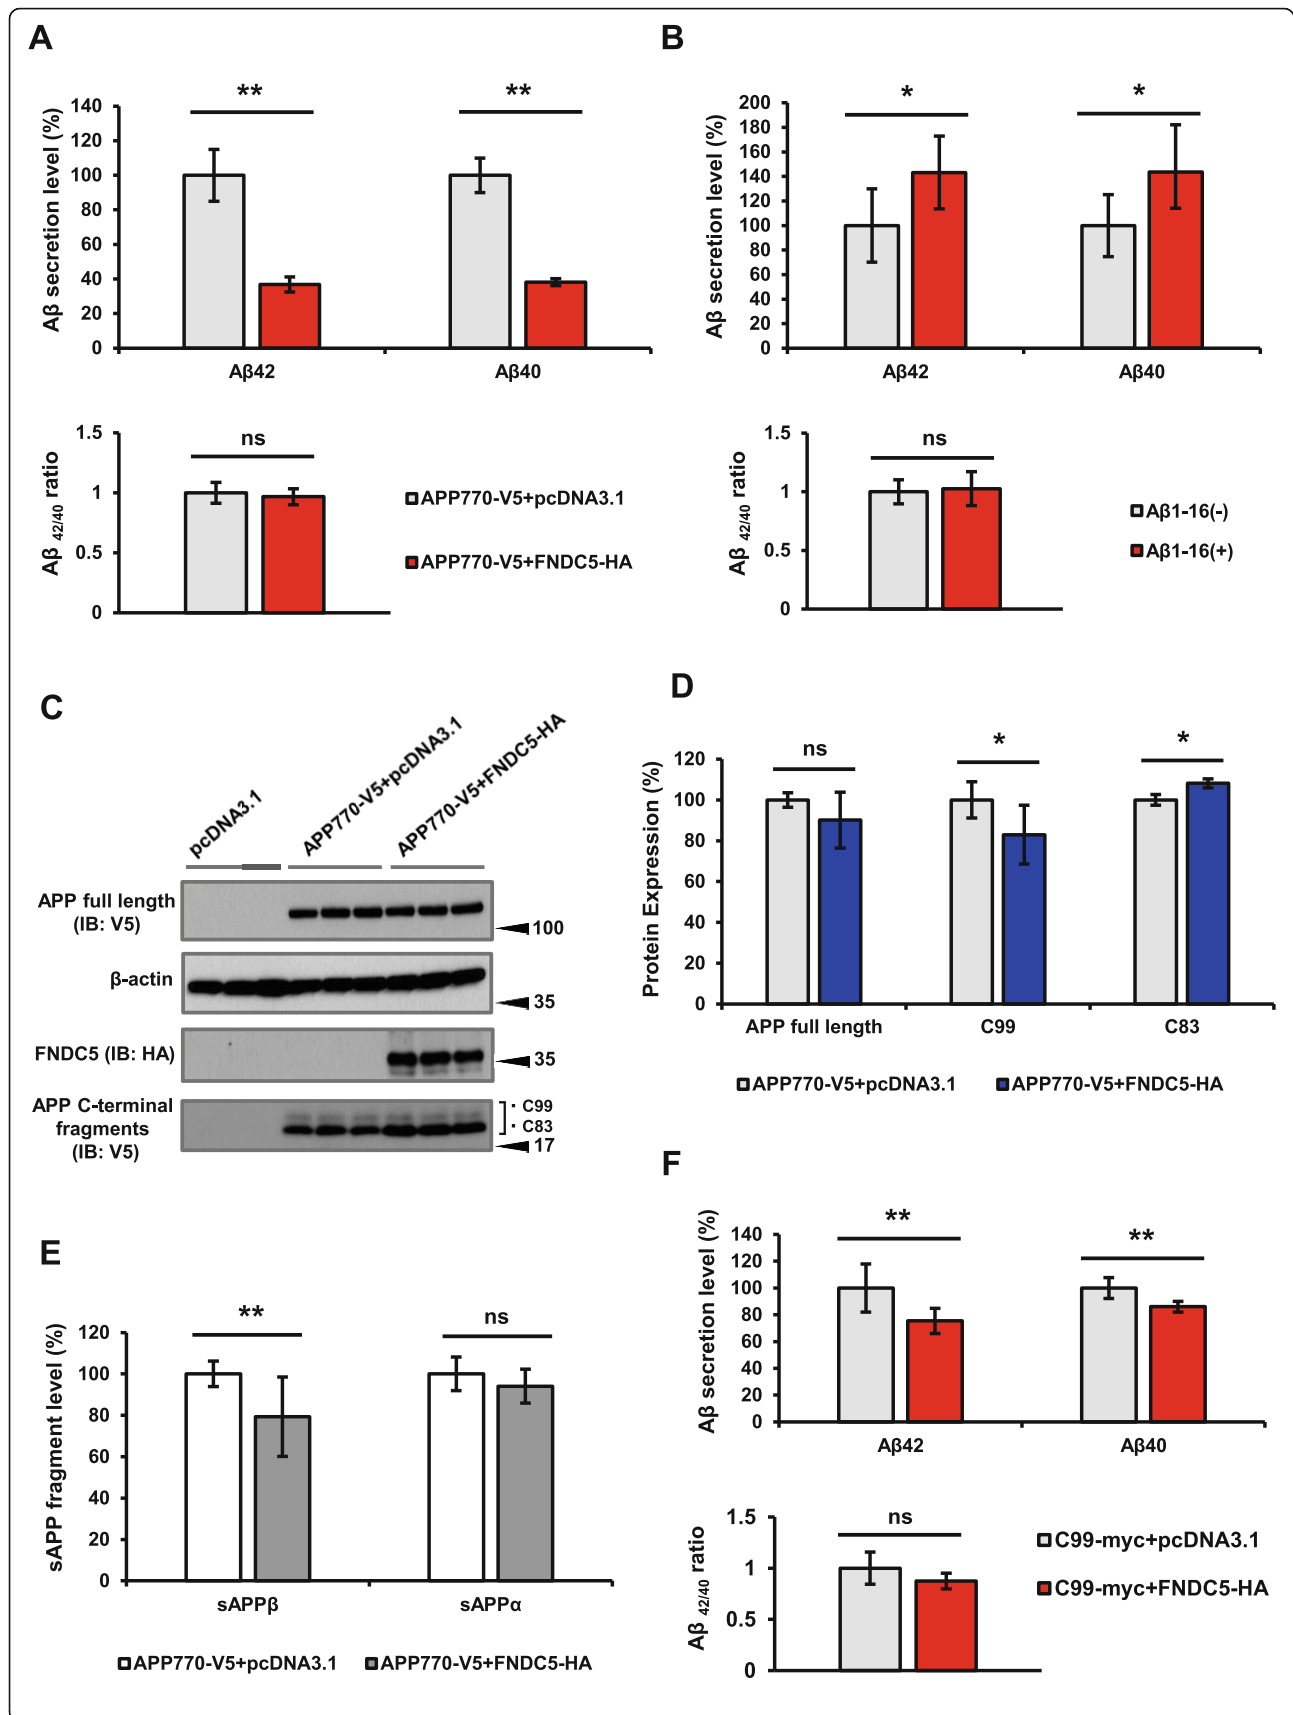 A
Aβ secretion level (%)
140
120
100
80
60
40
20
0
**
**
Aβ42
Aβ40
Aβ 42/40 ratio
1.5
1
0.5
0
ns
APP770-V5+pcDNA3.1
APP770-V5+FNDC5-HA
B
Aβ secretion level (%)
200
180
160
140
120
100
80
60
40
20
0
*
*
Aβ42
Aβ40
Aβ 42/40 ratio
1.5
1
0.5
0
ns
Aβ1-16(-)
Aβ1-16(+)
C
pcDNA3.1
APP770-V5+pcDNA3.1
APP770-V5+FNDC5-HA
APP full length
(IB: V5)
100
β-actin
35
FNDC5 (IB: HA)
35
APP C-terminal
fragments
(IB: V5)
C99
C83
17
D
Protein Expression (%)
120
100
80
60
40
20
0
ns
*
*
APP full length
C99
C83
APP770-V5+pcDNA3.1
APP770-V5+FNDC5-HA
E
sAPP fragment level (%)
120
100
80
60
40
20
0
**
ns
sAPPβ
sAPPα
APP770-V5+pcDNA3.1
APP770-V5+FNDC5-HA
F
Aβ secretion level (%)
140
120
100
80
60
40
20
0
**
**
Aβ42
Aβ40
Aβ 42/40 ratio
1.5
1
0.5
0
ns
C99-myc+pcDNA3.1
C99-myc+FNDC5-HA